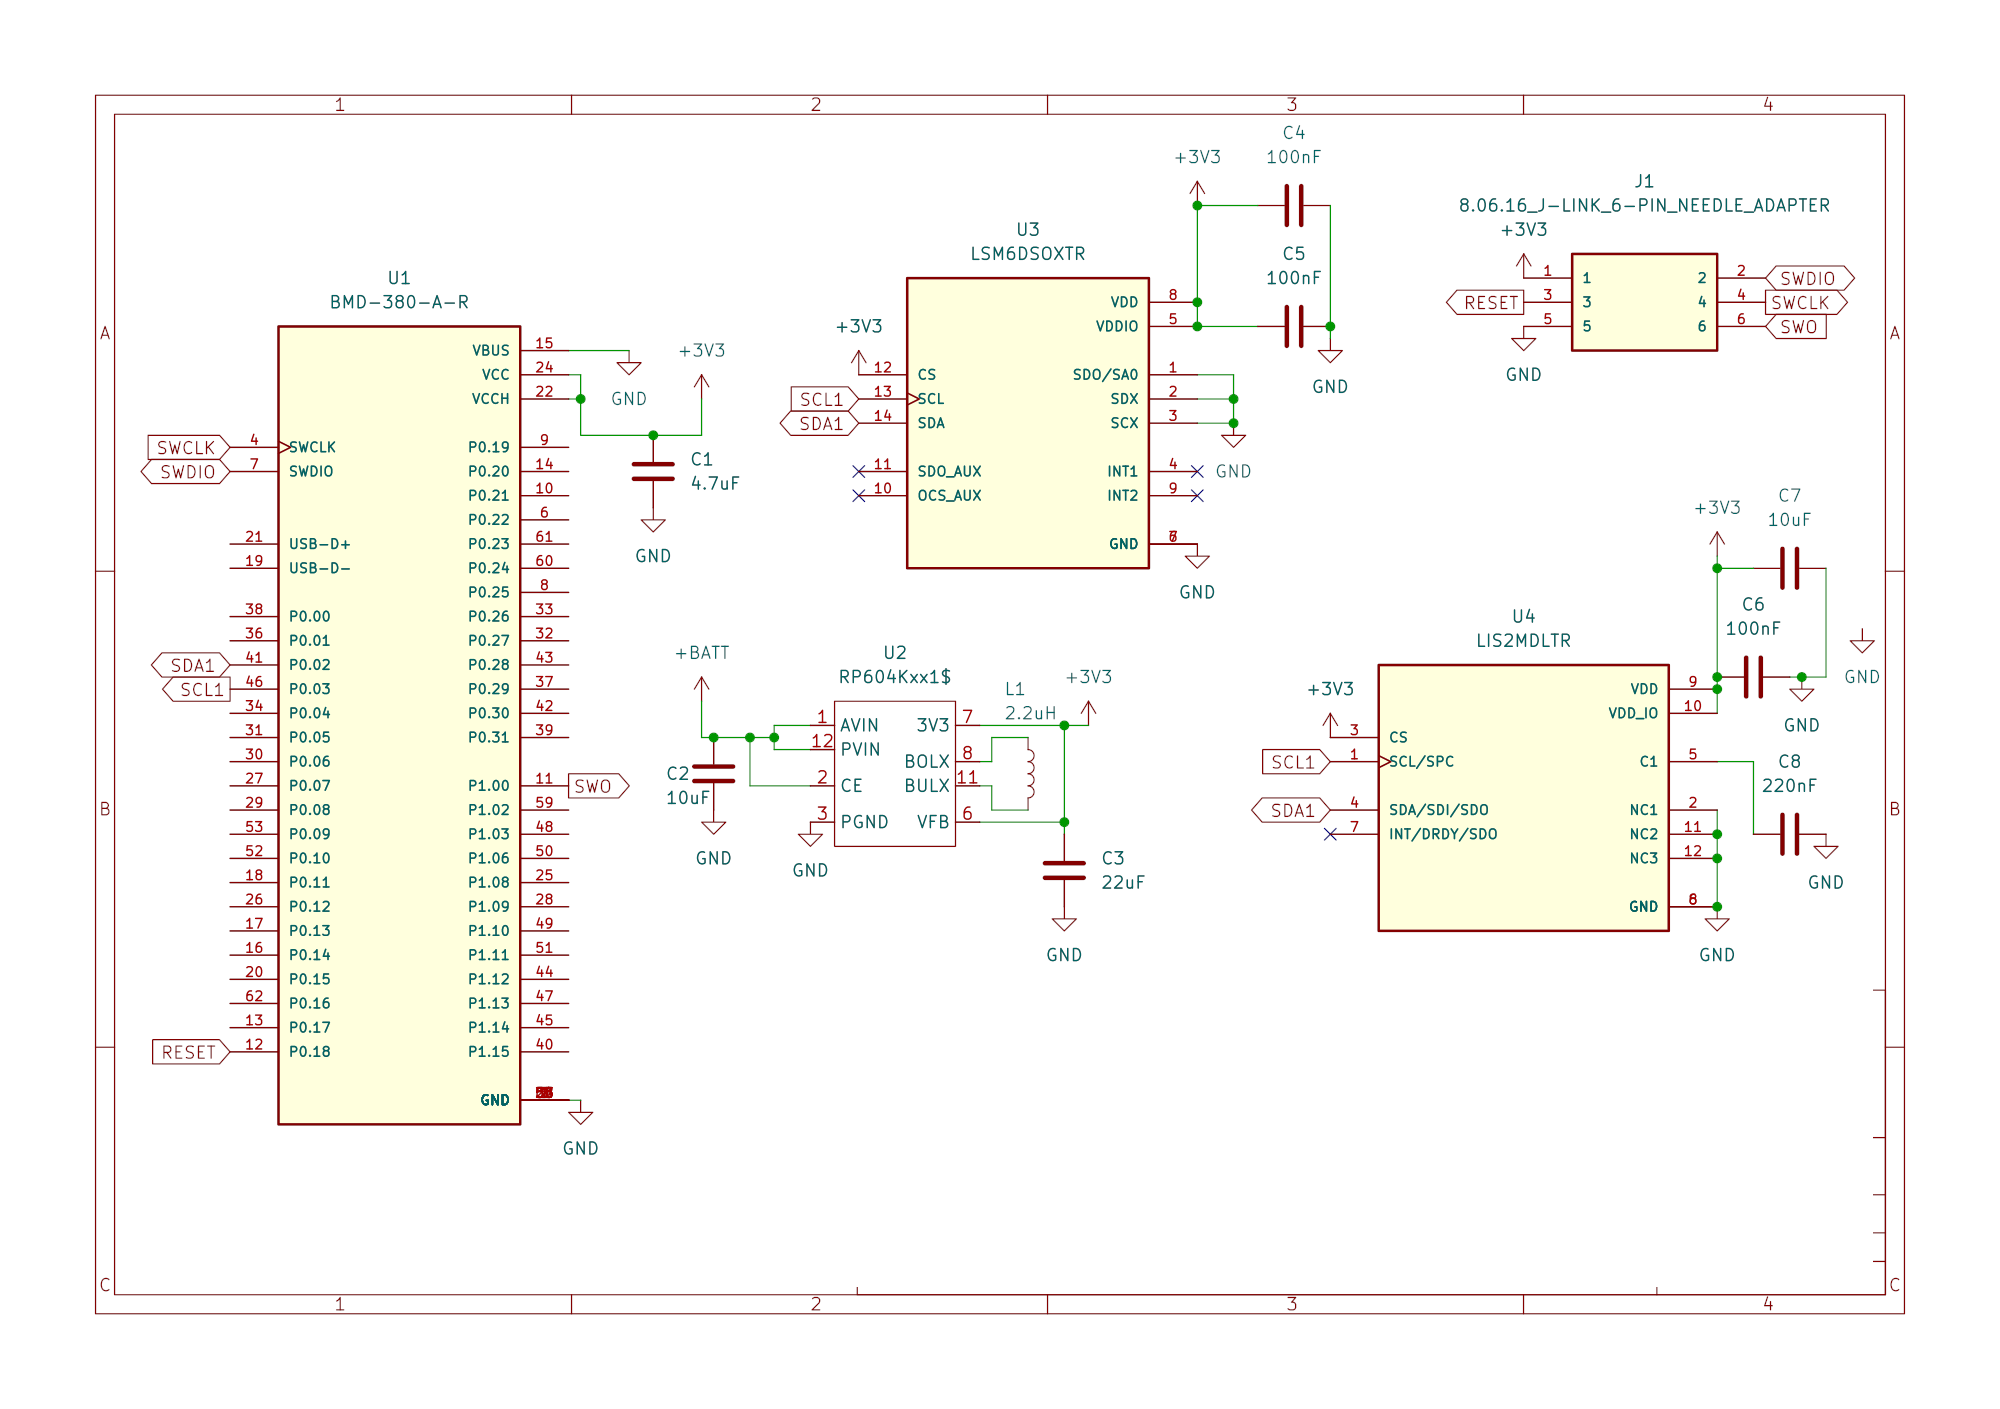 1 2 3 4
A
B
C
A
B
C
1 2 3 4
U1
BMD-380-A-R
SWCLK 4 SWCLK
SWDIO 7 SWDIO
21 USB-D+
19 USB-D-
38 P0.00
36 P0.01
SDA1 41 P0.02
SCL1 46 P0.03
34 P0.04
31 P0.05
30 P0.06
27 P0.07
29 P0.08
53 P0.09
52 P0.10
18 P0.11
26 P0.12
17 P0.13
16 P0.14
20 P0.15
62 P0.16
13 P0.17
RESET 12 P0.18
VBUS 15
VCC 24
VCCH 22
P0.19 9
P0.20 14
P0.21 10
P0.22 6
P0.23 61
P0.24 60
P0.25 8
P0.26 33
P0.27 32
P0.28 43
P0.29 37
P0.30 42
P0.31 39
P1.00 11 SWO
P1.02 59
P1.03 48
P1.06 50
P1.08 25
P1.09 28
P1.10 49
P1.11 51
P1.12 44
P1.13 47
P1.14 45
P1.15 40
GND
GND
GND
+3V3
C1
4.7uF
GND
U3
LSM6DSOXTR
+3V3
12 CS
SCL1 13 SCL
SDA1 14 SDA
11 SDO_AUX
10 OCS_AUX
VDD 8
VDDIO 5
SDO/SA0 1
SDX 2
SCX 3
INT1 4
INT2 9
GND
GND
GND
+3V3
C4
100nF
C5
100nF
GND
J1
8.06.16_J-LINK_6-PIN_NEEDLE_ADAPTER
+3V3
1 1 2 2 SWDIO
RESET 3 3 4 4 SWCLK
5 5 6 6 SWO
GND
+BATT
C2
10uF
GND
U2
RP604Kxx1$
1 AVIN
12 PVIN
2 CE
3 PGND
3V3 7
BOLX 8
BULX 11
VFB 6
GND
L1
2.2uH
+3V3
C3
22uF
GND
U4
LIS2MDLTR
+3V3
3 CS
SCL1 1 SCL/SPC
SDA1 4 SDA/SDI/SDO
7 INT/DRDY/SDO
VDD 9
VDD_IO 10
C1 5
NC1 2
NC2 11
NC3 12
GND
GND
+3V3
C7
10uF
C6
100nF
GND
GND
C8
220nF
GND